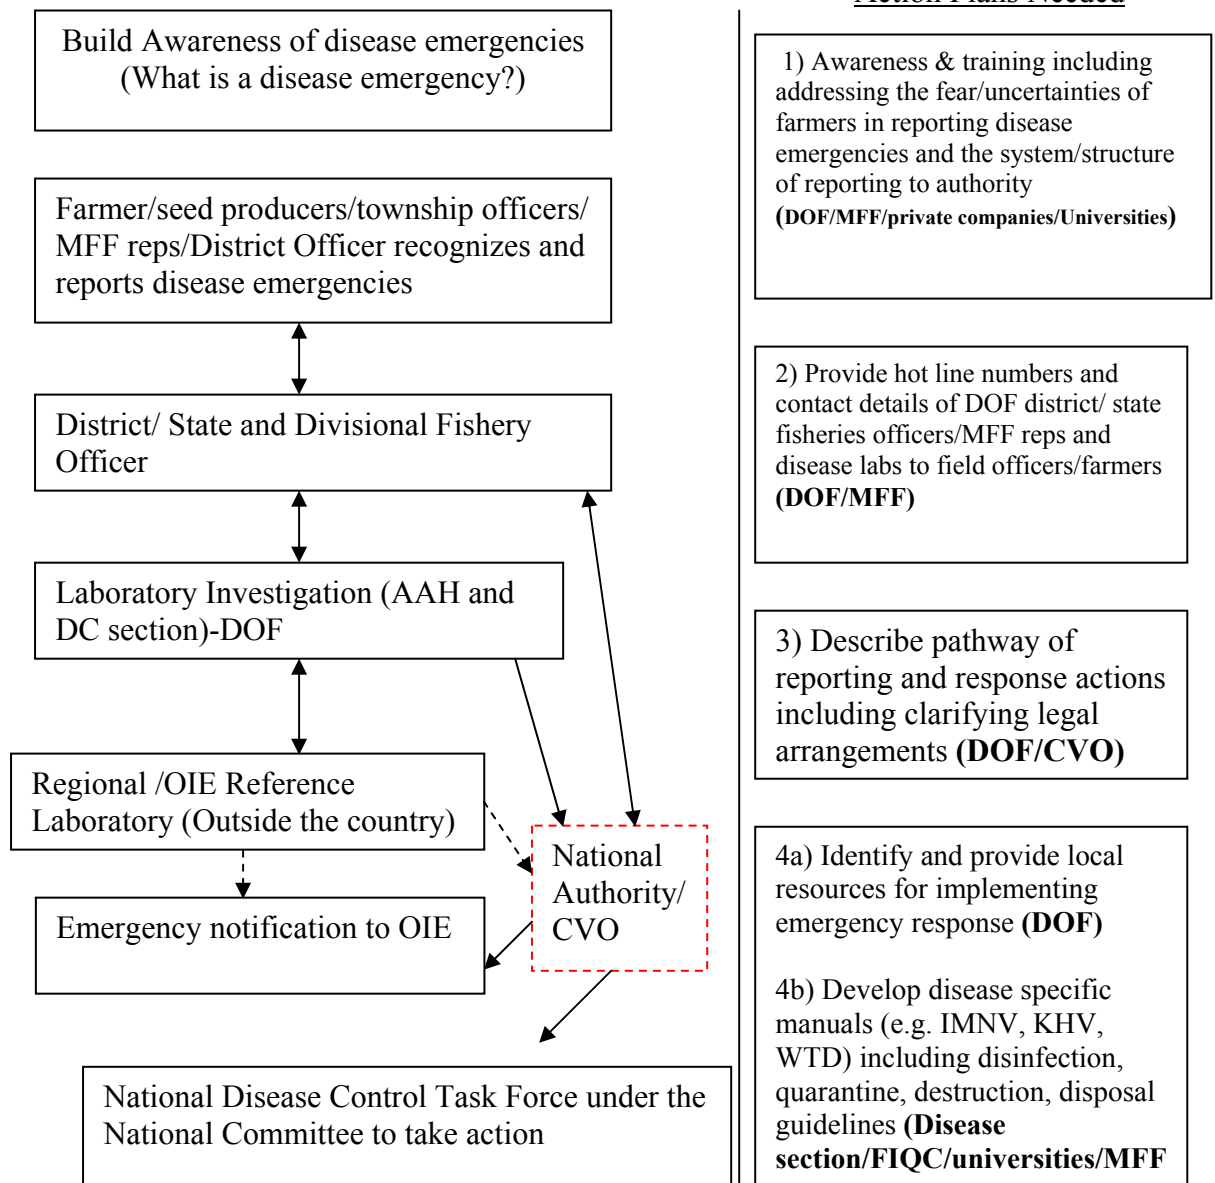 Action Plans Needed
Build Awareness of disease emergencies
(What is a disease emergency?)
Farmer/seed producers/township officers/
MFF reps/District Officer recognizes and
reports disease emergencies
District/ State and Divisional Fishery
Officer
Laboratory Investigation (AAH and
DC section)-DOF
Regional /OIE Reference
Laboratory (Outside the country)
National
Authority/
CVO
Emergency notification to OIE
National Disease Control Task Force under the
National Committee to take action
1) Awareness & training including
addressing the fear/uncertainties of
farmers in reporting disease
emergencies and the system/structure
of reporting to authority
(DOF/MFF/private companies/Universities)
2) Provide hot line numbers and
contact details of DOF district/ state
fisheries officers/MFF reps and
disease labs to field officers/farmers
(DOF/MFF)
3) Describe pathway of
reporting and response actions
including clarifying legal
arrangements (DOF/CVO)
4a) Identify and provide local
resources for implementing
emergency response (DOF)
4b) Develop disease specific
manuals (e.g. IMNV, KHV,
WTD) including disinfection,
quarantine, destruction, disposal
guidelines (Disease
section/FIQC/universities/MFF